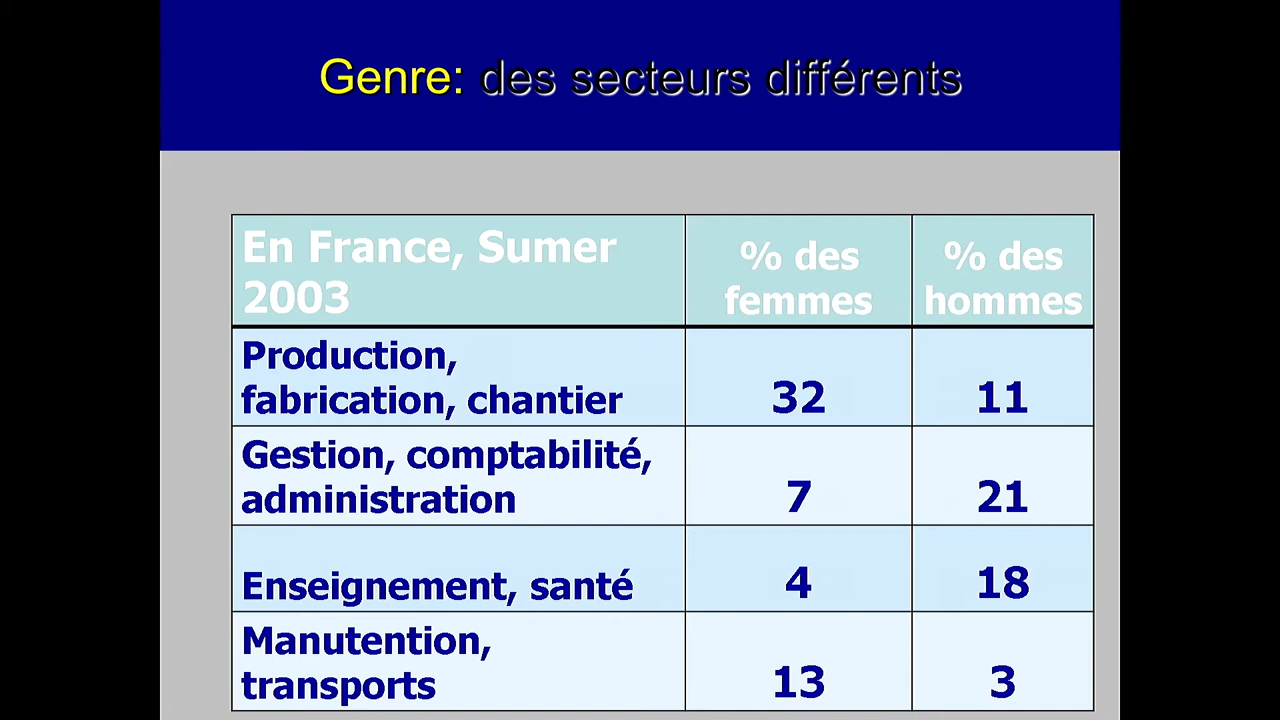 Genre: des secteurs différents
En France, Sumer
2003
% des
femmes
% des
hommes
Production,
fabrication, chantier
32
11
Gestion, comptabilité,
administration
7
21
Enseignement, santé
4
18
Manutention,
transports
13
3